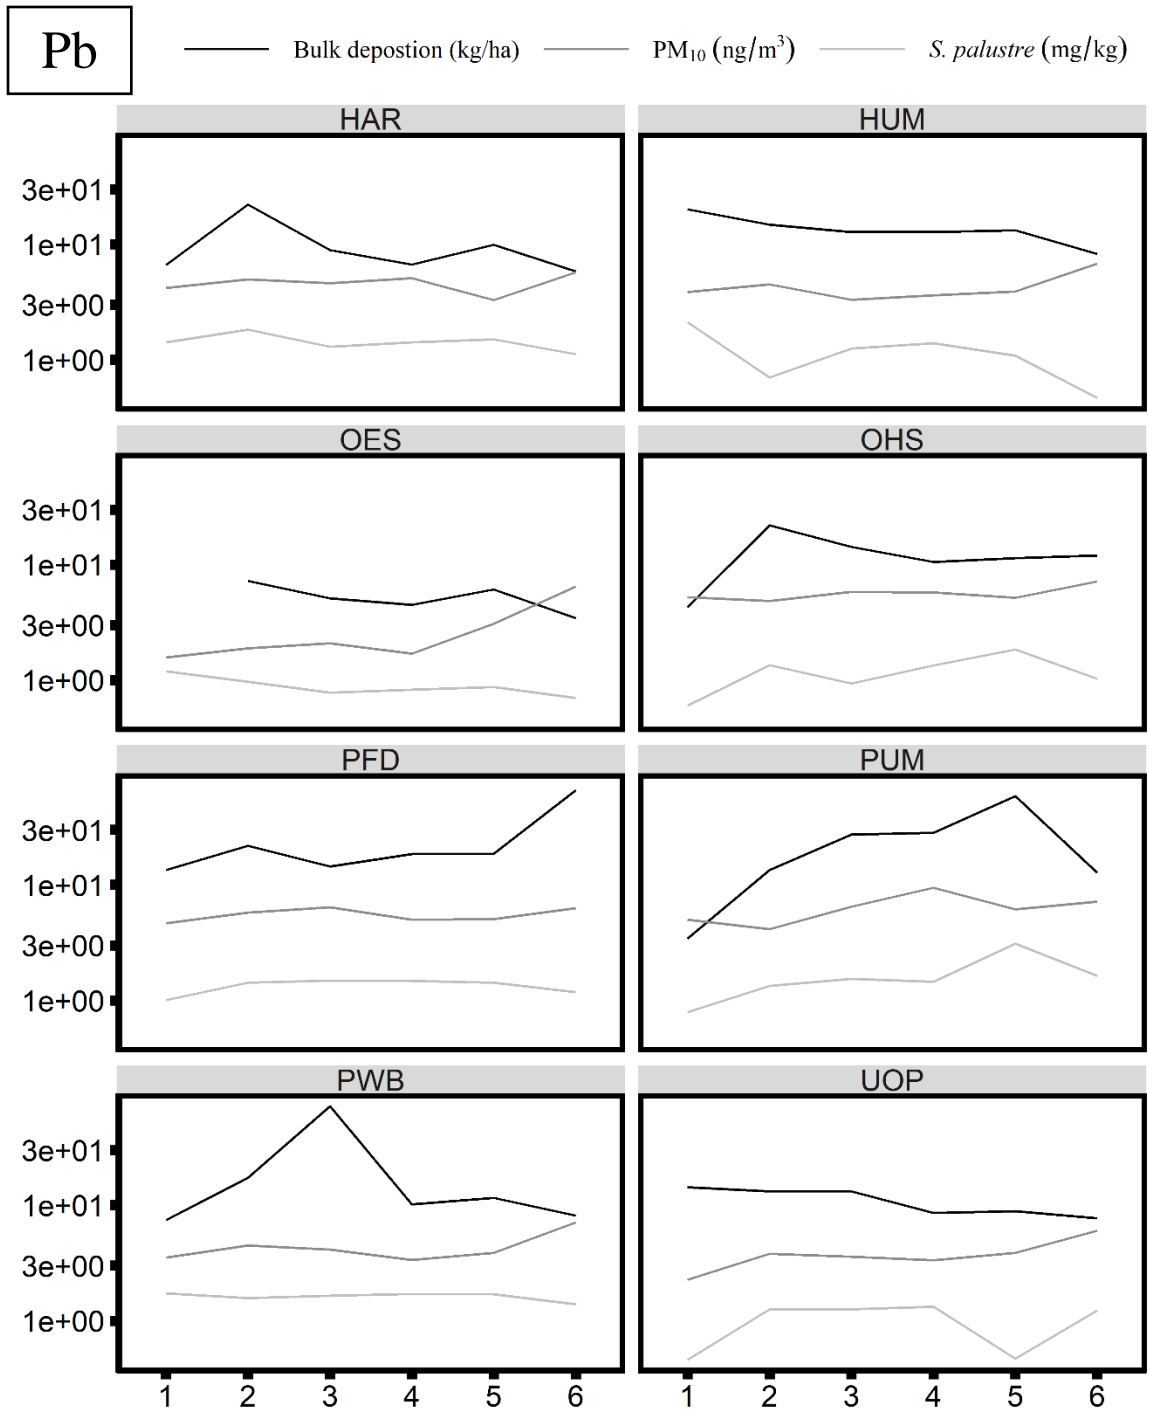 Pb
Bulk depostion (kg/ha) PM₁₀ (ng/m³) S. palustre (mg/kg)
HAR HUM
3e+01
1e+01
3e+00
1e+00
OES OHS
3e+01
1e+01
3e+00
1e+00
PFD PUM
3e+01
1e+01
3e+00
1e+00
PWB UOP
3e+01
1e+01
3e+00
1e+00
1 2 3 4 5 6 1 2 3 4 5 6